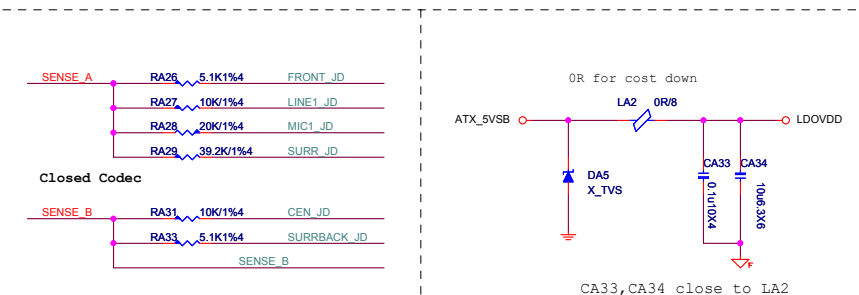 SENSE_A RA26 5.1K1%4 FRONT_JD
RA27 10K/1%4 LINE1_JD
RA28 20K/1%4 MIC1_JD
RA29 39.2K/1%4 SURR_JD
Closed Codec
SENSE_B RA31 10K/1%4 CEN_JD
RA33 5.1K1%4 SURRBACK_JD
SENSE_B
0R for cost down
LA2 0R/8
ATX_5VSB
LDOVDD
DA5
X_TVS
CA33
0.1u10X4
CA34
10u6.3X6
F
CA33,CA34 close to LA2